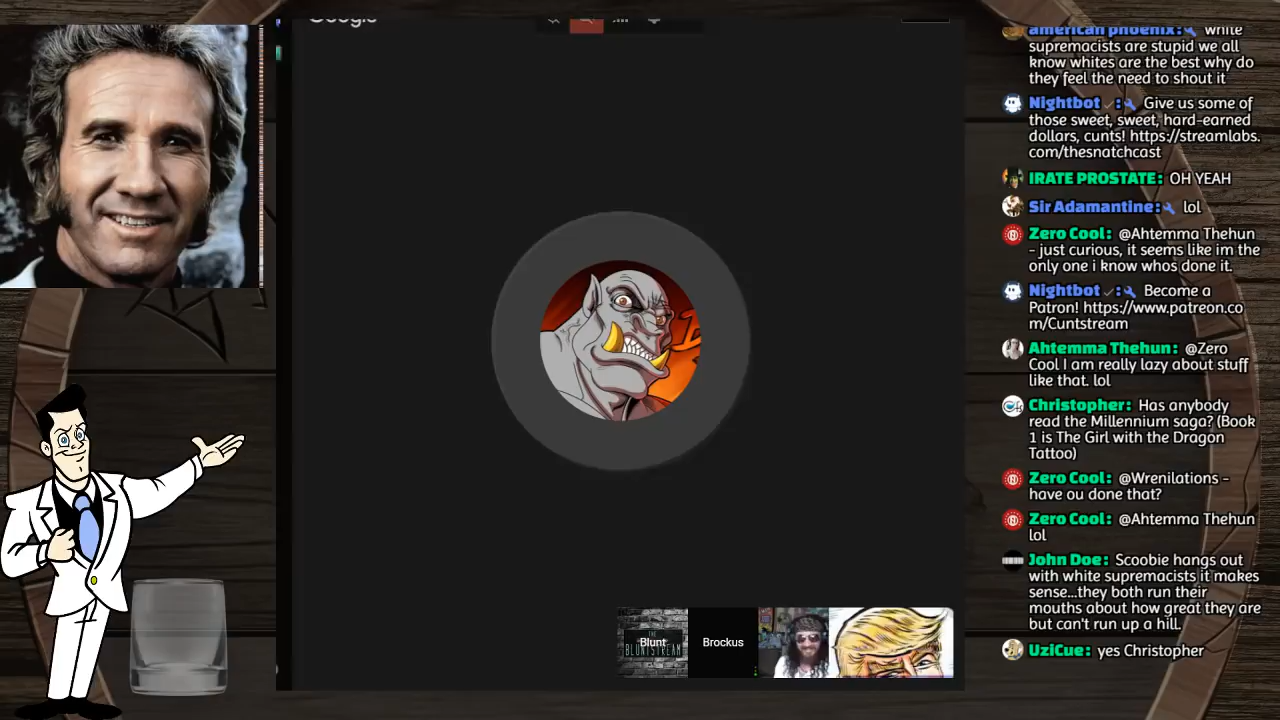 Google
american phoenix: white
supremacists are stupid we all
know whites are the best why do
they feel the need to shout it
Nightbot : Give us some of
those sweet, sweet, hard-earned
dollars, cunts! https://streamlabs.
com/thesnatchcast
IRATE PROSTATE: OH YEAH
Sir Adamantine: lol
Zero Cool: @Ahtemma Thehun
- just curious, it seems like im the
only one i know whos done it.
Nightbot : Become a
Patron! https://www.patreon.co
m/Cuntstream
Ahtemma Thehun: @Zero
Cool I am really lazy about stuff
like that. lol
Christopher: Has anybody
read the Millennium saga? (Book
1 is The Girl with the Dragon
Tattoo)
Zero Cool: @Wrenilations -
have ou done that?
Zero Cool: @Ahtemma Thehun
lol
John Doe: Scoobie hangs out
with white supremacists it makes
sense...they both run their
mouths about how great they are
but can't run up a hill.
UziCue: yes Christopher
THE
BLUNTSTREAM
Blunt
Brockus